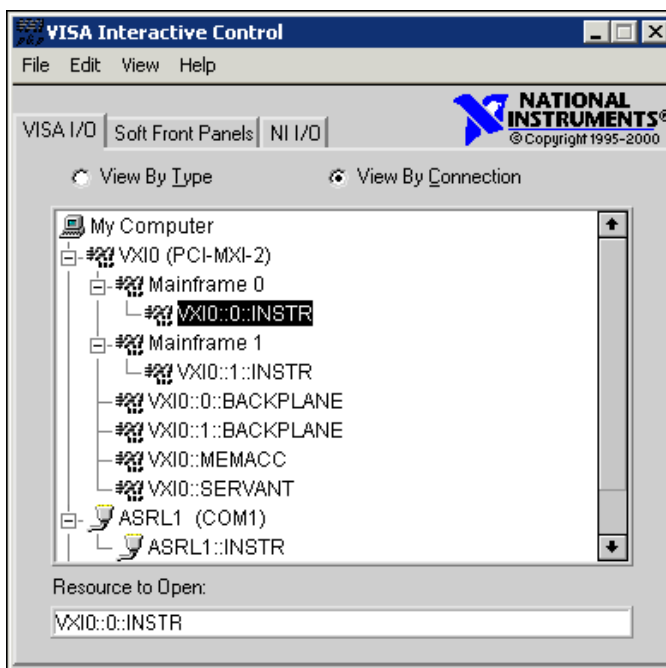 VISA Interactive Control
File Edit View Help
NATIONAL
INSTRUMENTS®
© Copyright 1995-2000
VISA I/O Soft Front Panels NI I/O
View By Type View By Connection
My Computer
VXI0 (PCI-MXI-2)
Mainframe 0
VXI0::0::INSTR
Mainframe 1
VXI0::1::INSTR
VXI0::0::BACKPLANE
VXI0::1::BACKPLANE
VXI0::MEMACC
VXI0::SERVANT
ASRL1 (COM1)
ASRL1::INSTR
Resource to Open:
VXI0::0::INSTR